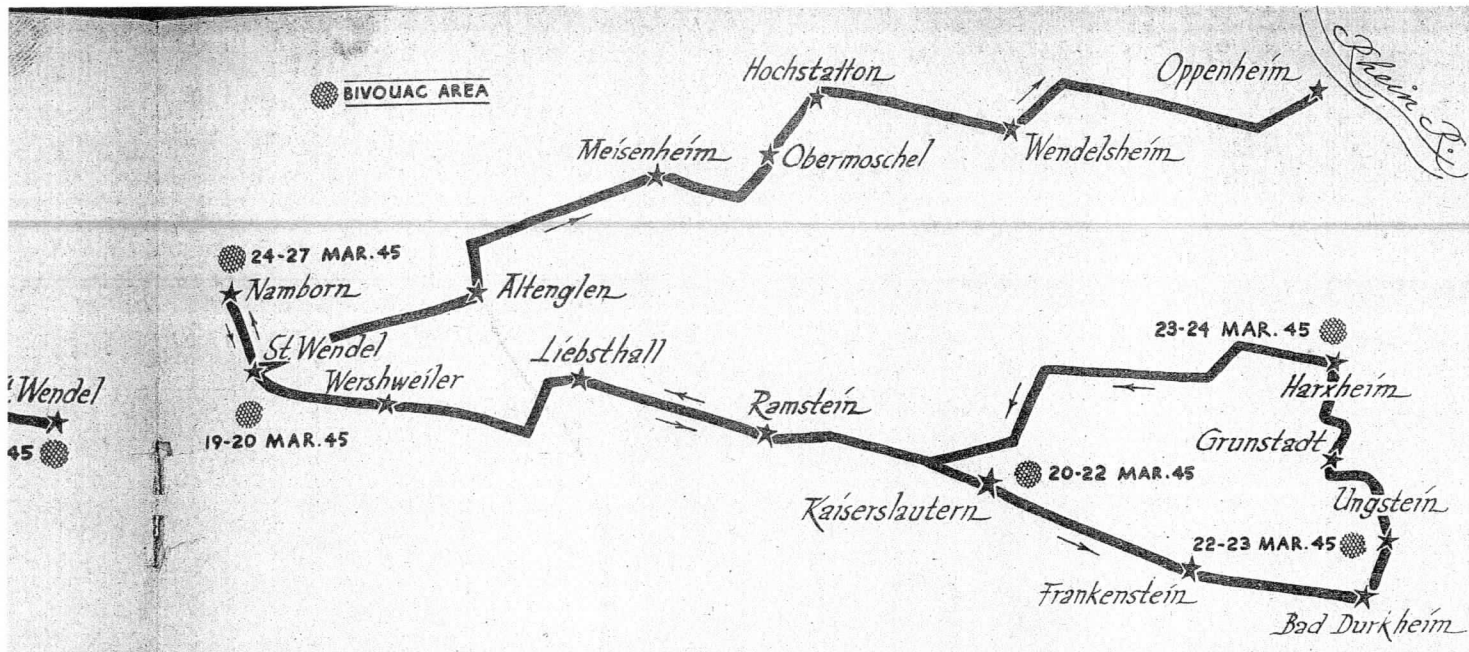 BIVOUAC AREA
Hochstatton
Oppenheim
Rhein R.
Meisenheim
Obermoschel
Wendelsheim
24-27 MAR. 45
Namborn
Altenglen
St. Wendel
Liebsthall
23-24 MAR. 45
Wershweiler
Harxheim
Wendel
Ramstein
45
19-20 MAR. 45
Grunstadt
20-22 MAR. 45
Kaiserslautern
Ungstein
22-23 MAR. 45
Frankenstein
Bad Durkheim